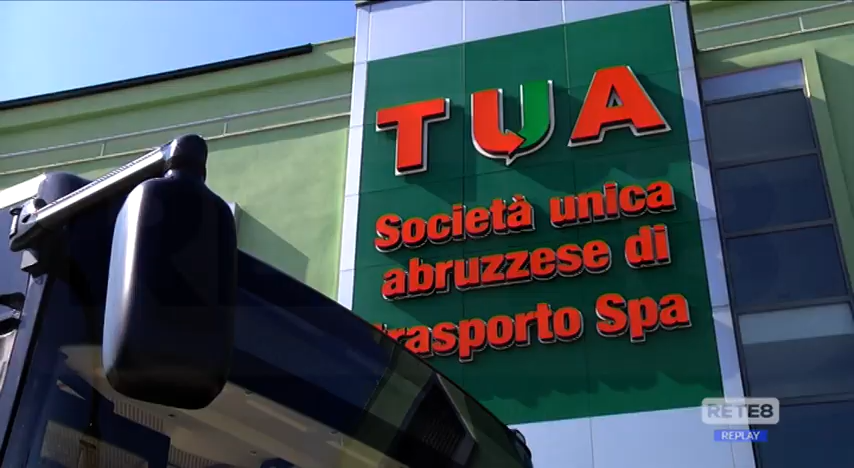 TUA
Società unica
abruzzese di
trasporto Spa
RETE8
REPLAY